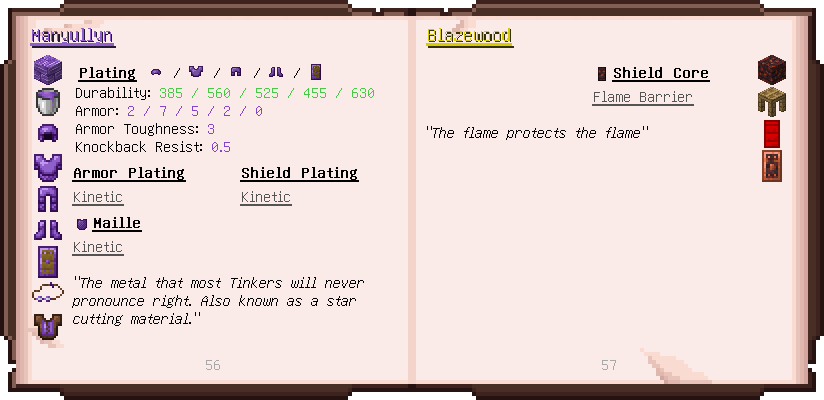 Manyullyn
Plating / / / /
Durability: 385 / 560 / 525 / 455 / 630
Armor: 2 / 7 / 5 / 2 / 0
Armor Toughness: 3
Knockback Resist: 0.5
Armor Plating
Shield Plating
Kinetic
Kinetic
Maille
Kinetic
"The metal that most Tinkers will never
pronounce right. Also known as a star
cutting material."
56
Blazewood
Shield Core
Flame Barrier
"The flame protects the flame"
57